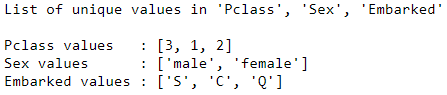 List of unique values in 'Pclass', 'Sex', 'Embarked'
Pclass values   : [3, 1, 2]
Sex values      : ['male', 'female']
Embarked values : ['S', 'C', 'Q']